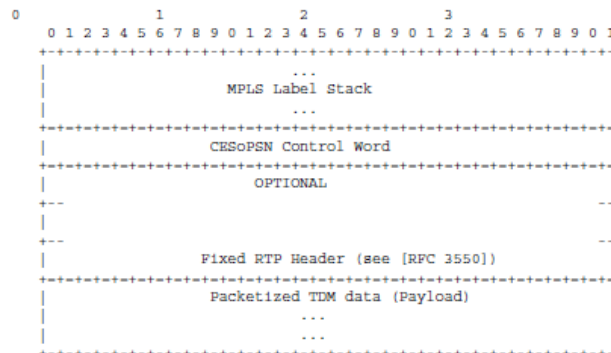 0 1 2 3
0 1 2 3 4 5 6 7 8 9 0 1 2 3 4 5 6 7 8 9 0 1 2 3 4 5 6 7 8 9 0 1
+-+-+-+-+-+-+-+-+-+-+-+-+-+-+-+-+-+-+-+-+-+-+-+-+-+-+-+-+-+-+-+-
| ...
| MPLS Label Stack
| ...
+=+=+=+=+=+=+=+=+=+=+=+=+=+=+=+=+=+=+=+=+=+=+=+=+=+=+=+=+=+=+=+=
| CESoPSN Control Word
+=+=+=+=+=+=+=+=+=+=+=+=+=+=+=+=+=+=+=+=+=+=+=+=+=+=+=+=+=+=+=+=
| OPTIONAL
+-- --
|
+-- --
| Fixed RTP Header (see [RFC 3550])
+=+=+=+=+=+=+=+=+=+=+=+=+=+=+=+=+=+=+=+=+=+=+=+=+=+=+=+=+=+=+=+=
| Packetized TDM data (Payload)
| ...
| ...
+-+-+-+-+-+-+-+-+-+-+-+-+-+-+-+-+-+-+-+-+-+-+-+-+-+-+-+-+-+-+-+-